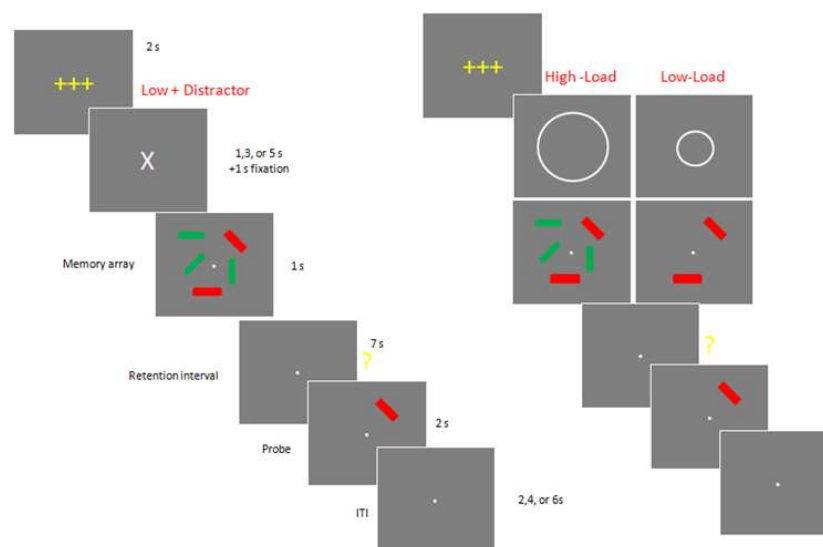 +++
2 s
Low + Distractor
X
1,3, or 5 s
+1 s fixation
Memory array
1 s
Retention interval
7 s
?
Probe
2 s
ITI
2,4, or 6s
+++
High -Load
Low-Load
?